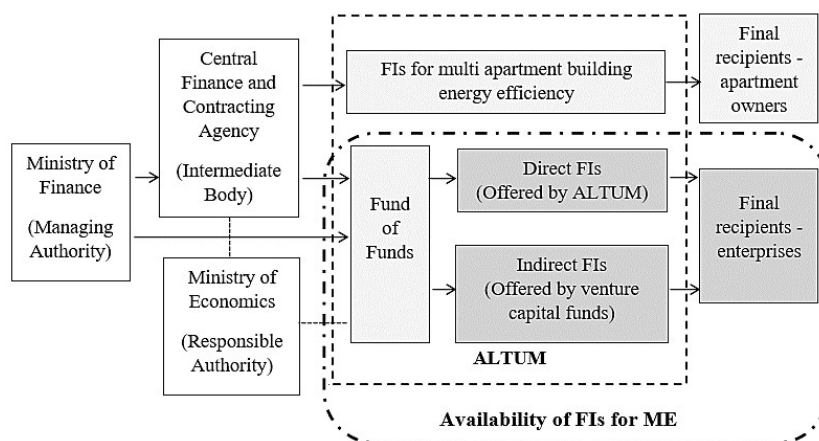 Central
Finance and
Contracting
Agency
(Intermediate
Body)
FIs for multi apartment building
energy efficiency
Final
recipients -
apartment
owners
Ministry of
Finance
(Managing
Authority)
Fund
of
Funds
Direct FIs
(Offered by ALTUM)
Final
recipients -
enterprises
Ministry of
Economics
(Responsible
Authority)
Indirect FIs
(Offered by venture
capital funds)
ALTUM
Availability of FIs for ME